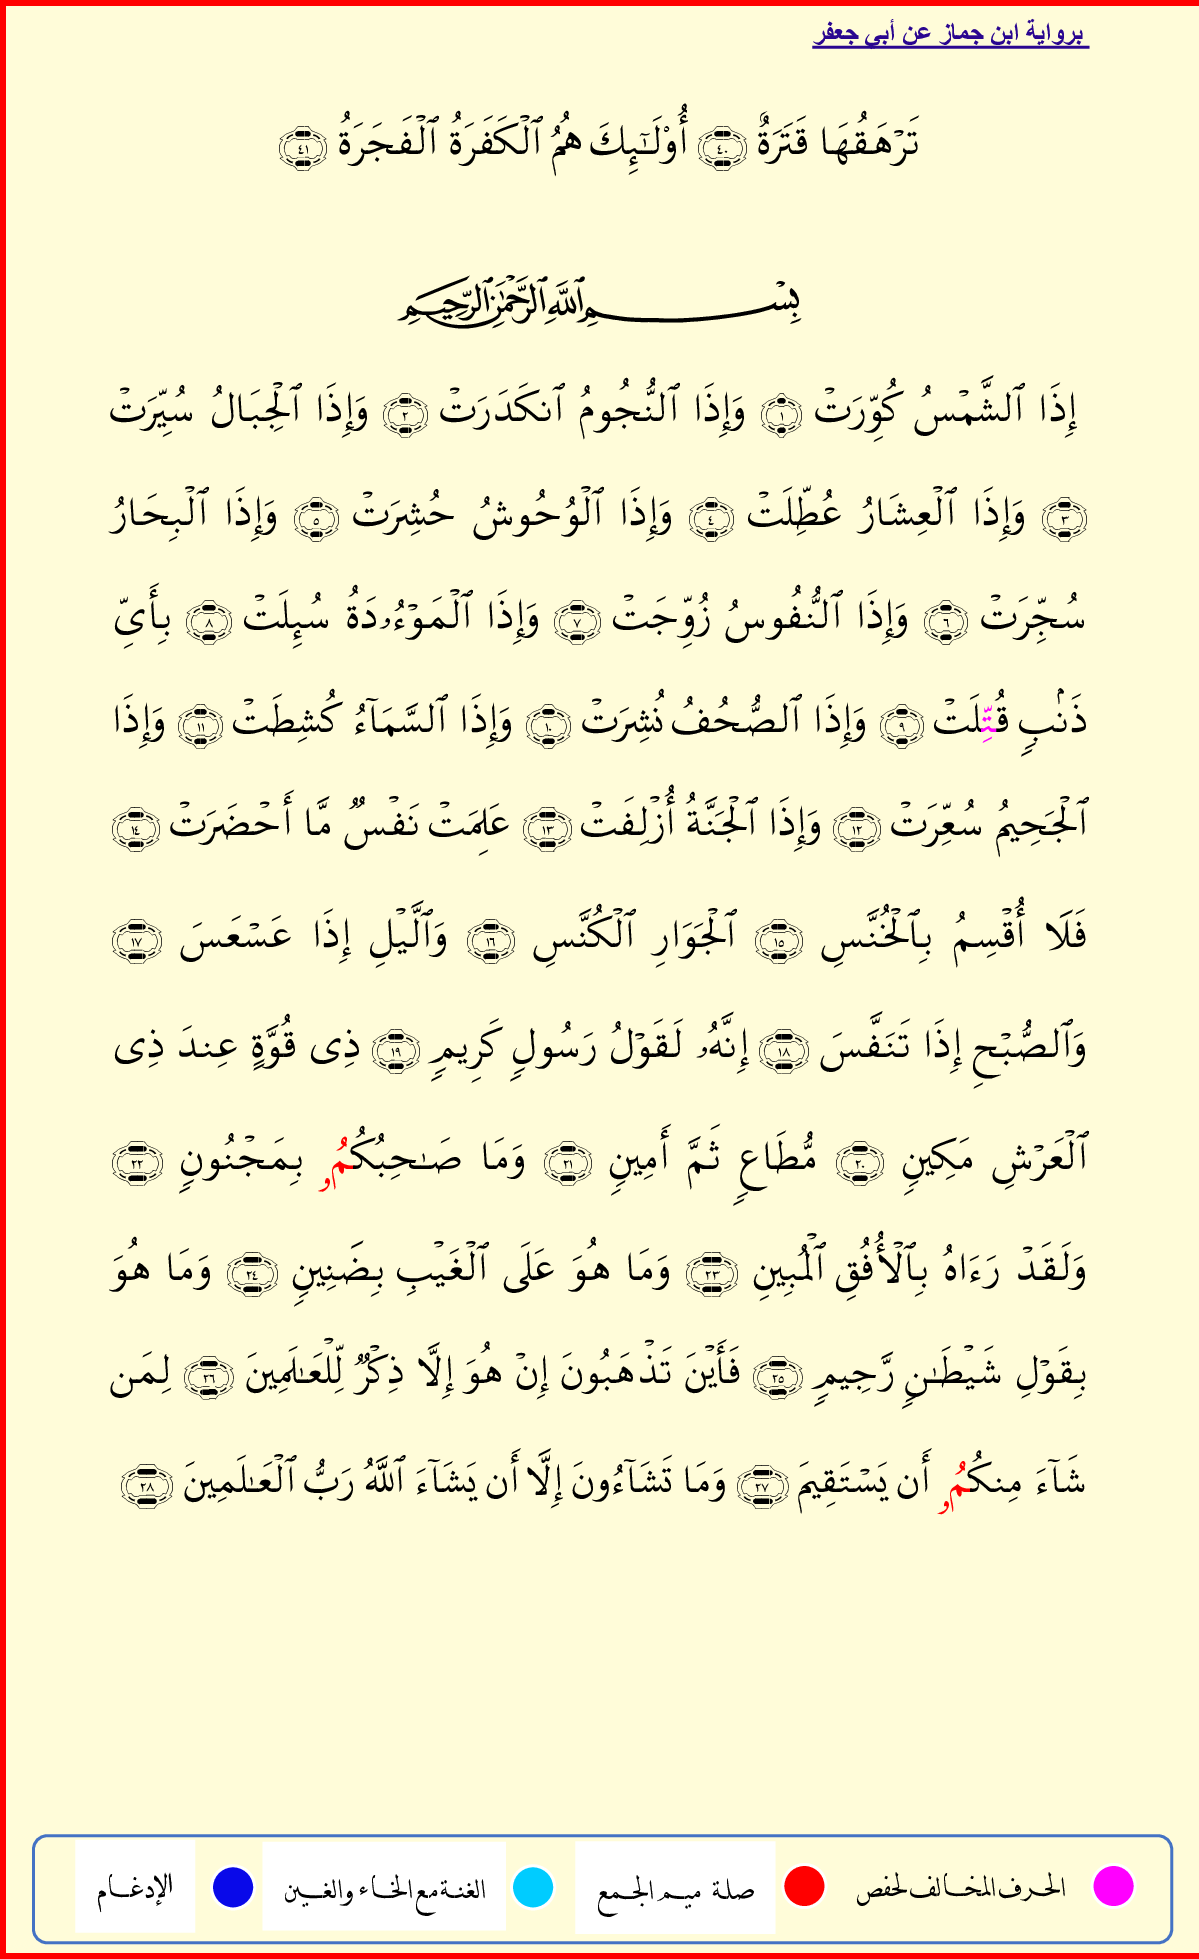 برواية ابن جماز عن أبي جعفر
تَرۡهَقُهَا قَتَرَةٌ ٤٠ أُوْلَـٰٓئِكَ هُمُ ٱلۡكَفَرَةُ ٱلۡفَجَرَةُ ٤١
بِسۡمِ ٱللَّهِ ٱلرَّحۡمَٰنِ ٱلرَّحِيمِ
إِذَا ٱلشَّمۡسُ كُوِّرَتۡ ١ وَإِذَا ٱلنُّجُومُ ٱنكَدَرَتۡ ٢ وَإِذَا ٱلۡجِبَالُ سُيِّرَتۡ
٣ وَإِذَا ٱلۡعِشَارُ عُطِّلَتۡ ٤ وَإِذَا ٱلۡوُحُوشُ حُشِرَتۡ ٥ وَإِذَا ٱلۡبِحَارُ
سُجِّرَتۡ ٦ وَإِذَا ٱلنُّفُوسُ زُوِّجَتۡ ٧ وَإِذَا ٱلۡمَوۡءُۥدَةُ سُئِلَتۡ ٨ بِأَيِّ
ذَنۢبٖ قُتِّلَتۡ ٩ وَإِذَا ٱلصُّحُفُ نُشِرَتۡ ١٠ وَإِذَا ٱلسَّمَآءُ كُشِطَتۡ ١١ وَإِذَا
ٱلۡجَحِيمُ سُعِّرَتۡ ١٢ وَإِذَا ٱلۡجَنَّةُ أُزۡلِفَتۡ ١٣ عَلِمَتۡ نَفۡسٞ مَّا أَحۡضَرَتۡ ١٤
فَلَا أُقۡسِمُ بِٱلۡخُنَّسِ ١٥ ٱلۡجَوَارِ ٱلۡكُنَّسِ ١٦ وَٱلَّيۡلِ إِذَا عَسۡعَسَ ١٧
وَٱلصُّبۡحِ إِذَا تَنَفَّسَ ١٨ إِنَّهُۥ لَقَوۡلُ رَسُولٖ كَرِيمٖ ١٩ ذِي قُوَّةٍ عِندَ ذِي
ٱلۡعَرۡشِ مَكِينٖ ٢٠ مُّطَاعٖ ثَمَّ أَمِينٖ ٢١ وَمَا صَـٰحِبُكُمُۥ بِمَجۡنُونٖ ٢٢
وَلَقَدۡ رَءَاهُ بِٱلۡأُفُقِ ٱلۡمُبِينِ ٢٣ وَمَا هُوَ عَلَى ٱلۡغَيۡبِ بِضَنِينٖ ٢٤ وَمَا هُوَ
بِقَوۡلِ شَيۡطَٰنٖ رَّجِيمٖ ٢٥ فَأَيۡنَ تَذۡهَبُونَ إِنۡ هُوَ إِلَّا ذِكۡرٞ لِّلۡعَٰلَمِينَ ٢٦ لِمَن
شَآءَ مِنكُمُۥ أَن يَسۡتَقِيمَ ٢٧ وَمَا تَشَآءُونَ إِلَّا أَن يَشَآءَ ٱللَّهُ رَبُّ ٱلۡعَٰلَمِينَ ٢٨
الحرف المخالف لحفص صلة ميم الجمع الغنة مع الخاء والغين الإدغام